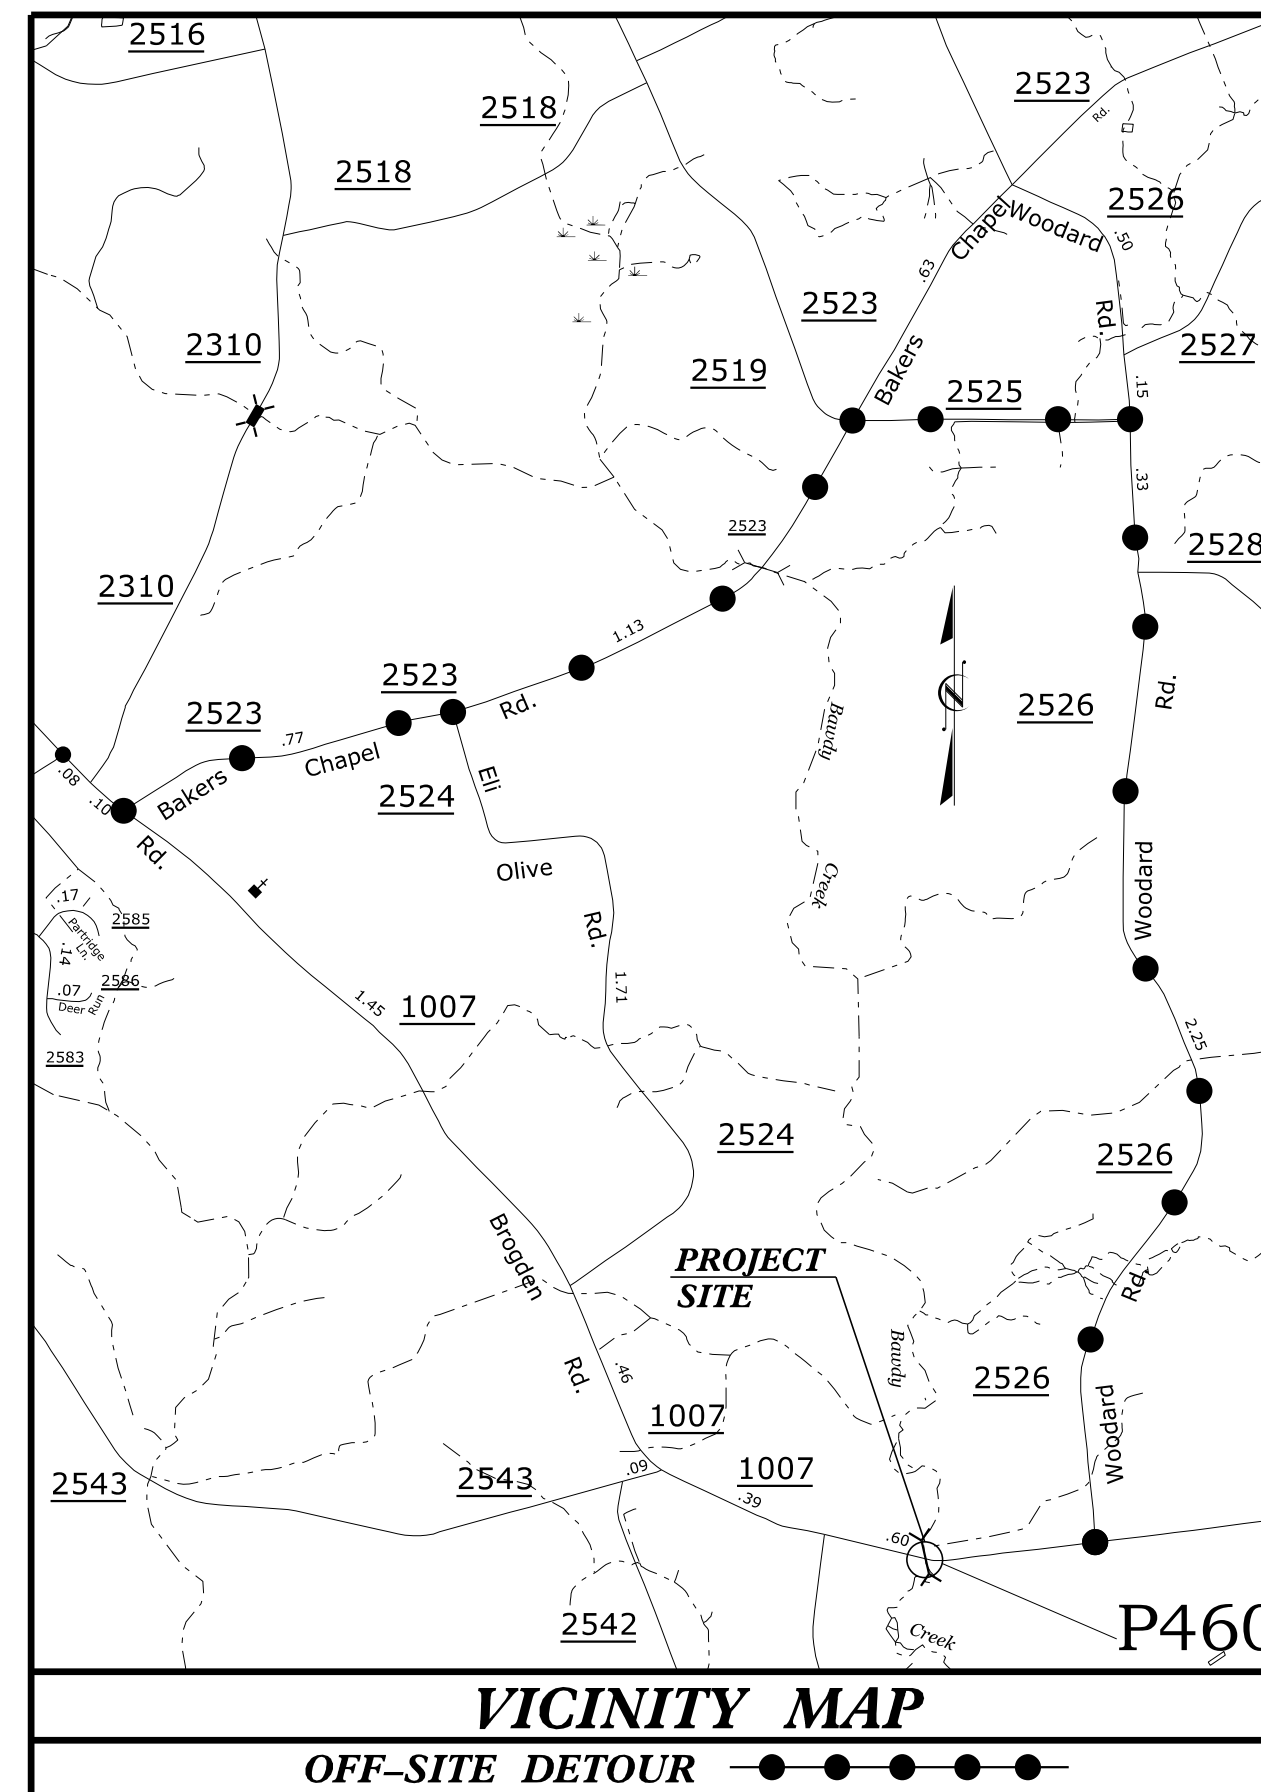 2516
2523
2518
Rd.
2518
2526
Chapel
Woodard
.50
.63
2523
Rd.
2310
2527
2519
Bakers
2525
.15
.33
2523
2528
2310
1.13
2523
Rd.
Rd.
2526
2523
.77
Chapel
Bawdy
Eli
.08
.10
Bakers
2524
Rd.
Olive
Creek
Woodard
.17
2585
Partridge
Ln.
Rd.
.14
2586
.07
Deer Run
1.71
1.45
1007
2.25
2583
2524
2526
Brogden
PROJECT
SITE
Rd.
Bawdy
Rd.
.46
2526
1007
Woodard
2543
2543
.09
1007
.39
.60
2542
Creek
P460
VICINITY MAP
OFF–SITE DETOUR